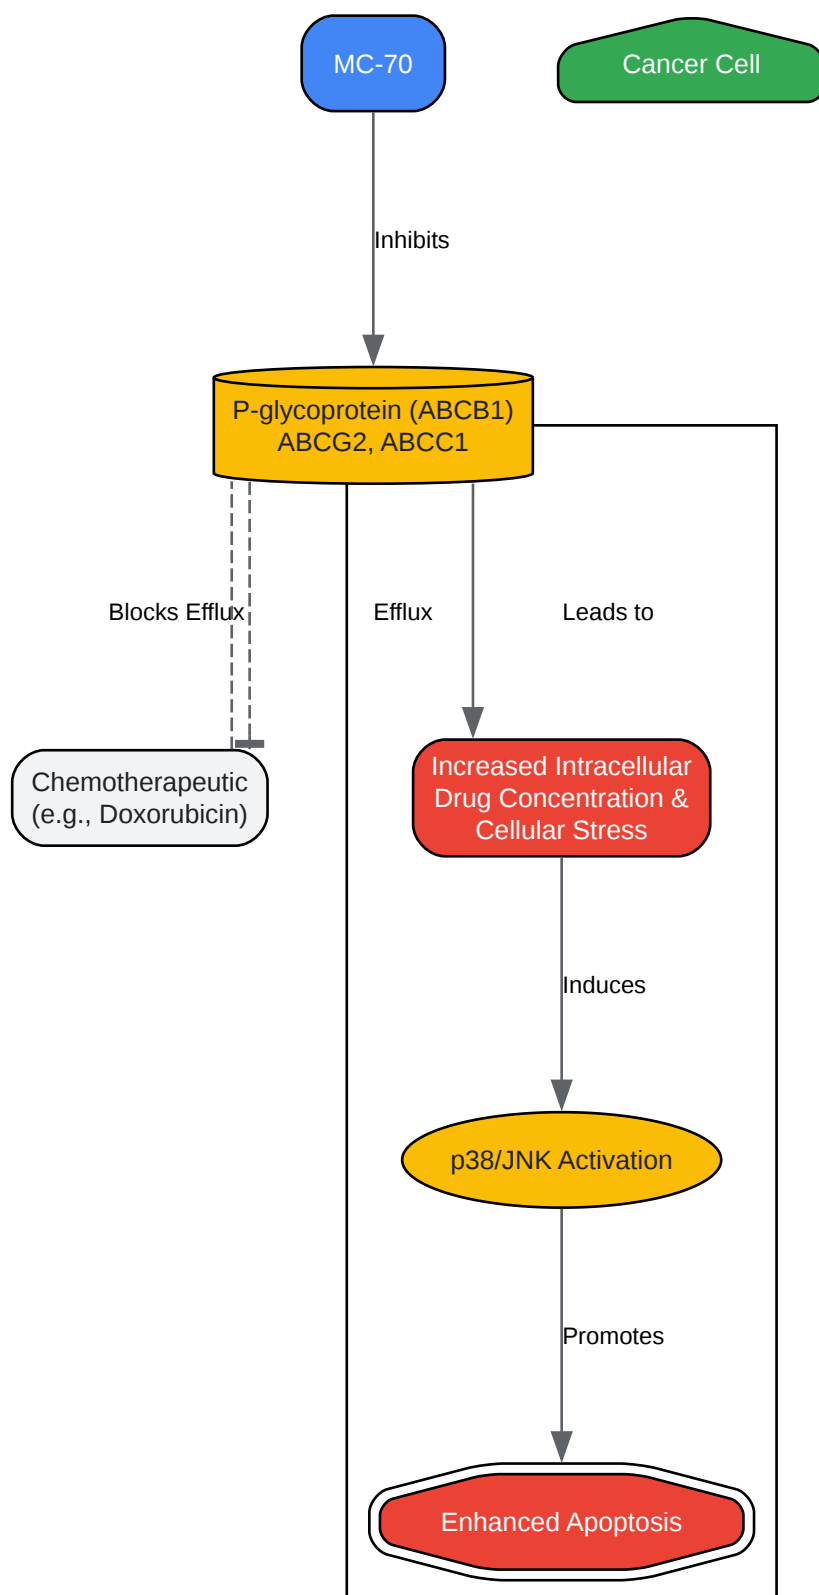 MC-70
Cancer Cell
Inhibits
P-glycoprotein (ABCB1)
ABCG2, ABCC1
Blocks Efflux
Efflux
Leads to
Chemotherapeutic
(e.g., Doxorubicin)
Increased Intracellular
Drug Concentration &
Cellular Stress
Induces
p38/JNK Activation
Promotes
Enhanced Apoptosis